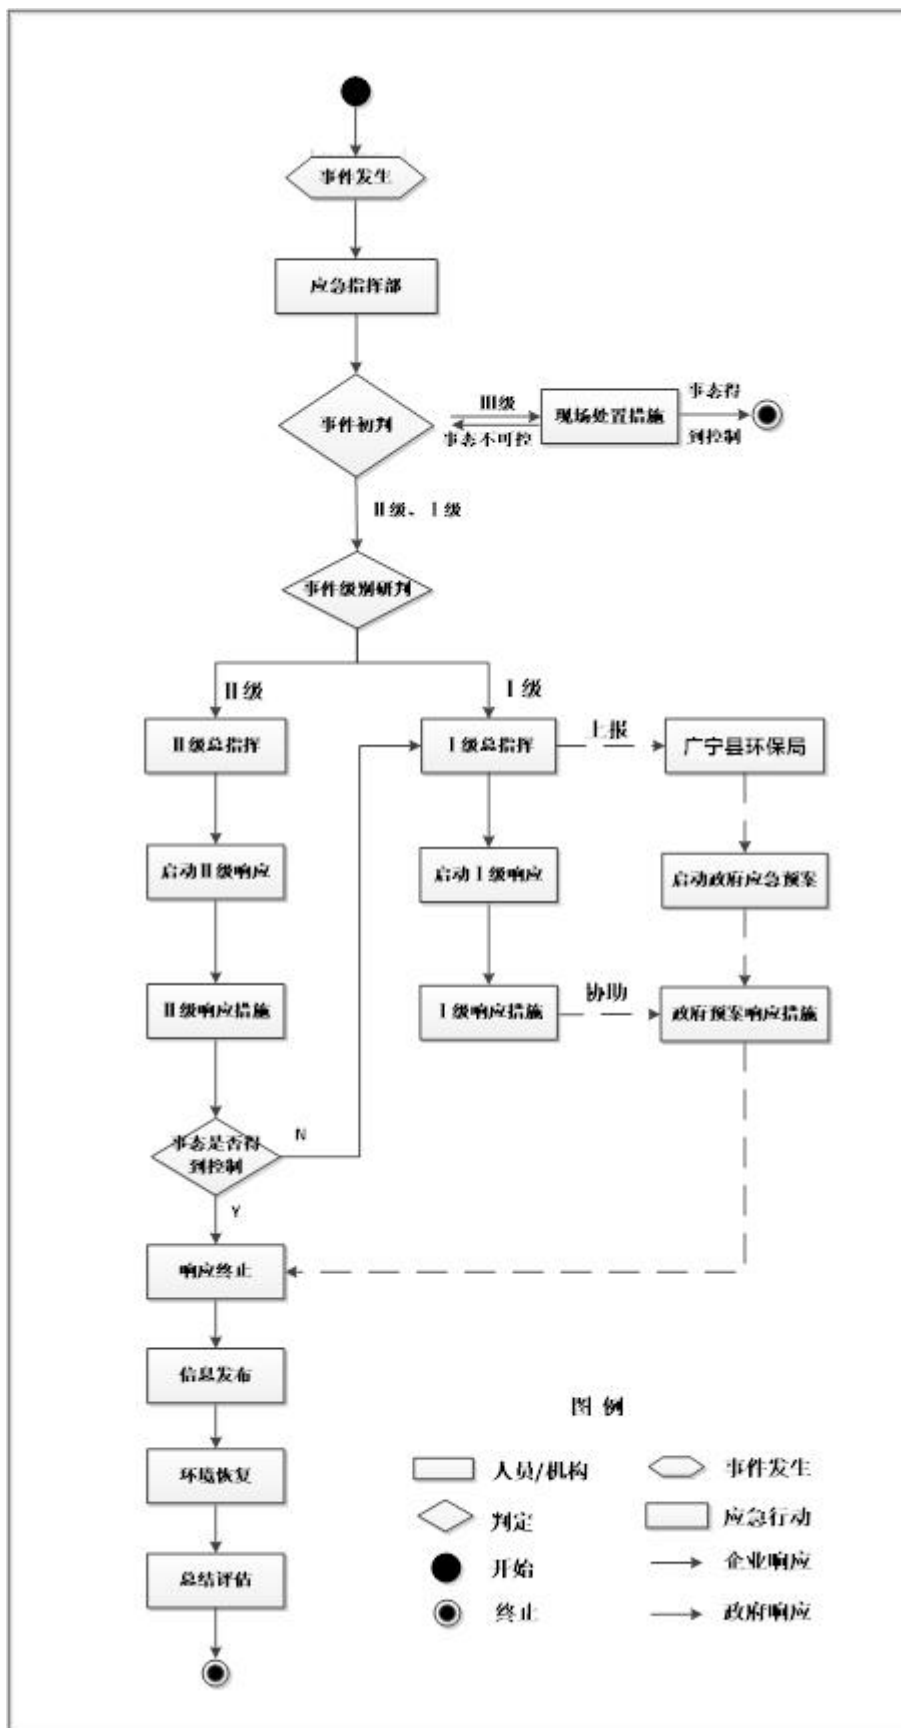 事件发生
应急指挥部
事件初判
III级
事态不可控
现场处置措施
事态得
到控制
II级、I级
事件级别研判
II级
I级
II级总指挥
I级总指挥
上报
广宁县环保局
启动II级响应
启动I级响应
启动政府应急预案
II级响应措施
I级响应措施
协助
政府预案响应措施
事态是否得
到控制
N
Y
响应终止
信息发布
环境恢复
总结评估
图例
人员/机构
事件发生
判定
应急行动
开始
企业响应
终止
政府响应